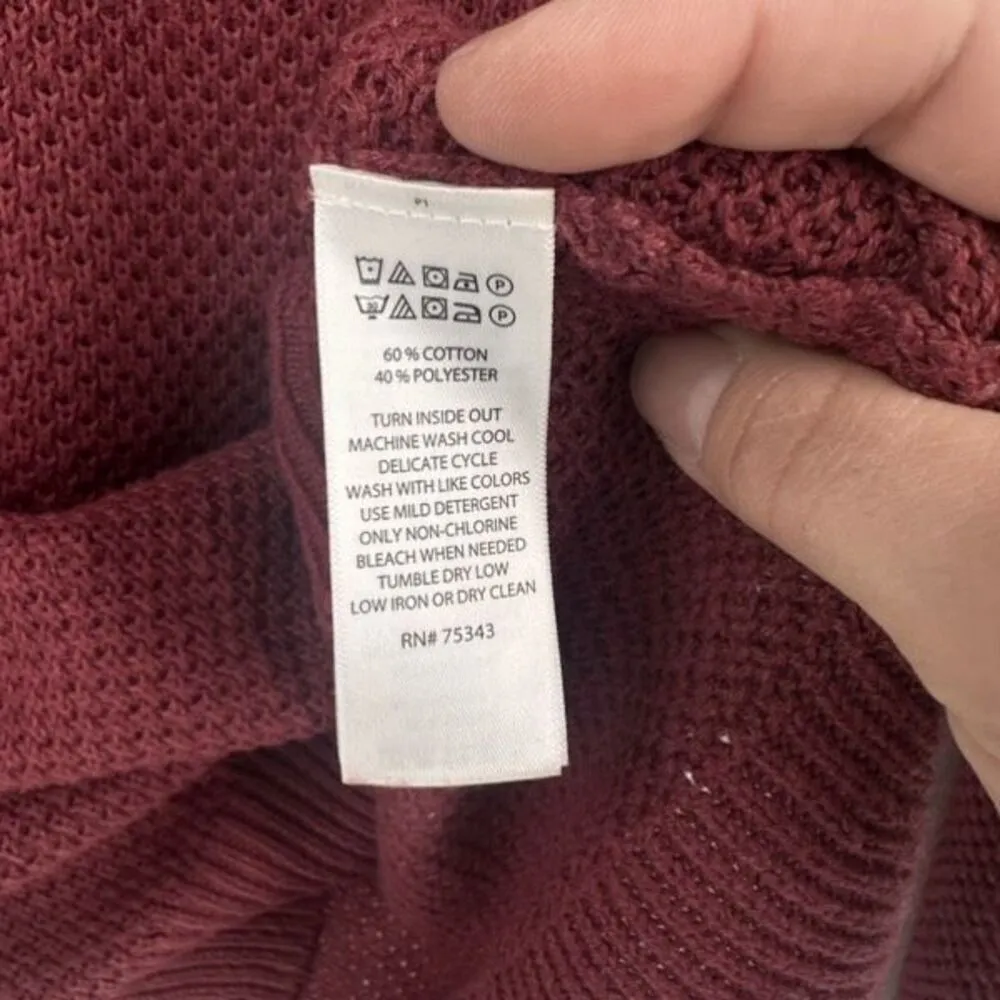 P P
30 P
60 % COTTON
40 % POLYESTER
TURN INSIDE OUT
MACHINE WASH COOL
DELICATE CYCLE
WASH WITH LIKE COLORS
USE MILD DETERGENT
ONLY NON-CHLORINE
BLEACH WHEN NEEDED
TUMBLE DRY LOW
LOW IRON OR DRY CLEAN
RN# 75343